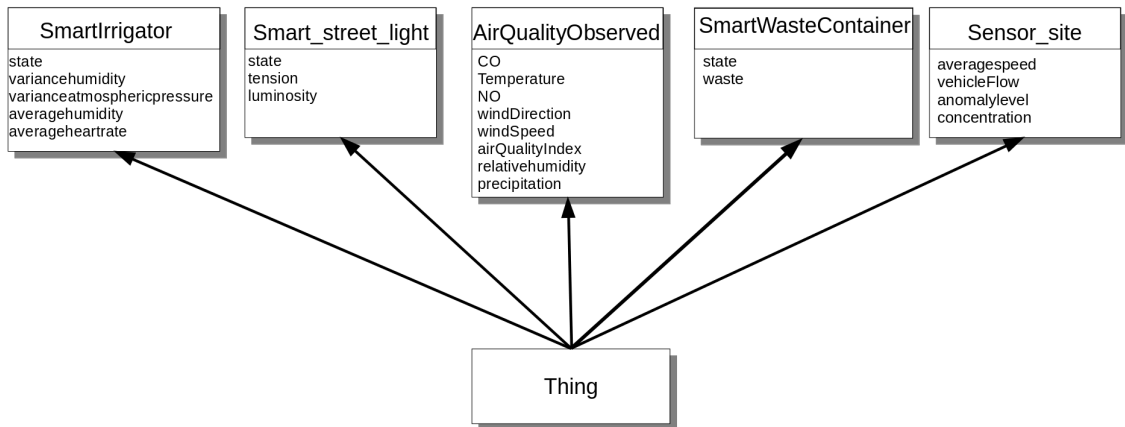 SmartIrrigator
state
variancehumidity
varianceatmosphericpressure
averagehumidity
averageheartrate
Smart_street_light
state
tension
luminosity
AirQualityObserved
CO
Temperature
NO
windDirection
windSpeed
airQualityIndex
relativehumidity
precipitation
SmartWasteContainer
state
waste
Sensor_site
averagespeed
vehicleFlow
anomalylevel
concentration
Thing